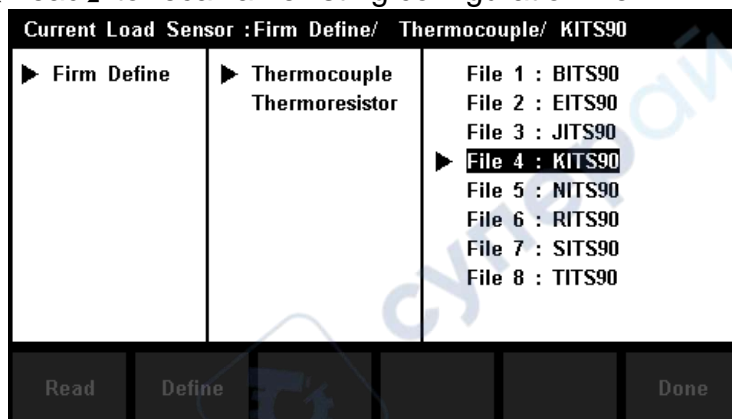 Current Load Sensor :Firm Define/ Thermocouple/ KITS90
Firm Define
Thermocouple
Thermoresistor
File 1 : BITS90
File 2 : EITS90
File 3 : JITS90
File 4 : KITS90
File 5 : NITS90
File 6 : RITS90
File 7 : SITS90
File 8 : TITS90
Read Define Done
супер